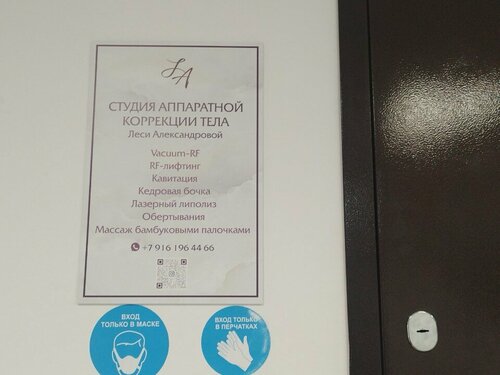 LA
СТУДИЯ АППАРАТНОЙ
КОРРЕКЦИИ ТЕЛА
Леси Александровой
Vacuum-RF
RF-лифтинг
Кавитация
Кедровая бочка
Лазерный липолиз
Обертывания
Массаж бамбуковыми палочками
+7 916 196 44 66
ВХОД
ТОЛЬКО В МАСКЕ
ВХОД ТОЛЬКО
В ПЕРЧАТКАХ